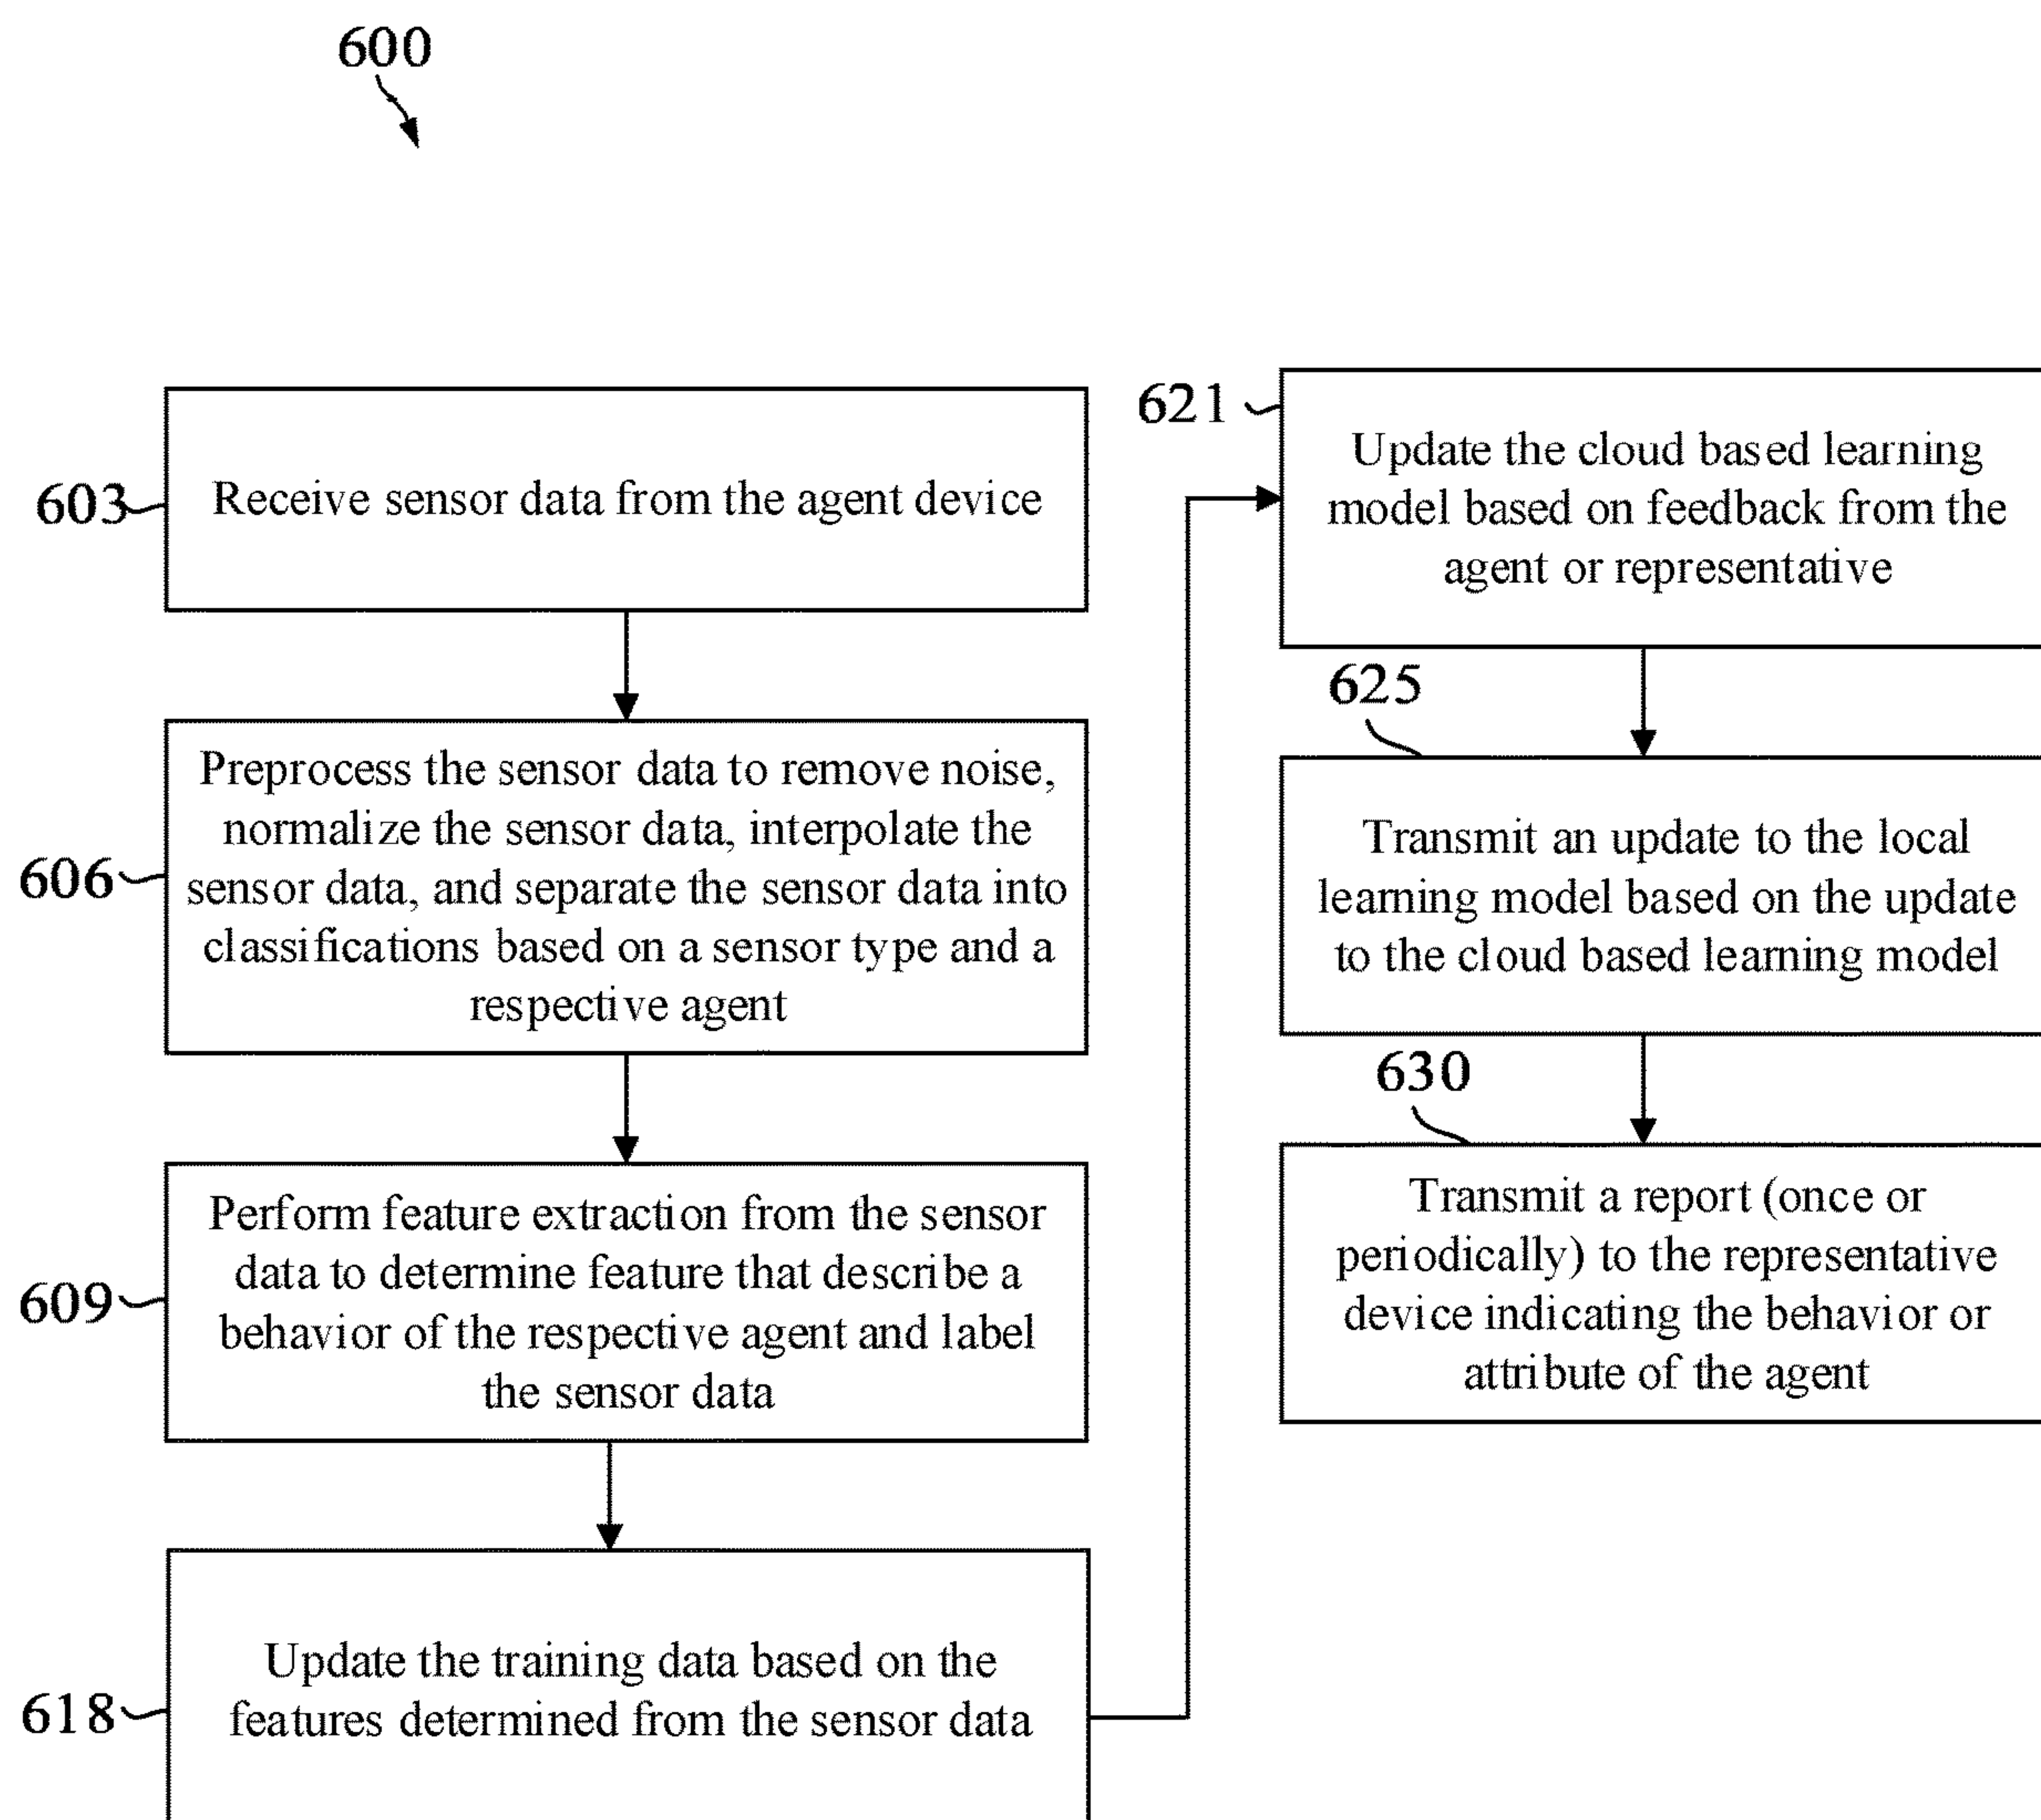 600
603
Receive sensor data from the agent device
606
Preprocess the sensor data to remove noise,
normalize the sensor data, interpolate the
sensor data, and separate the sensor data into
classifications based on a sensor type and a
respective agent
609
Perform feature extraction from the sensor
data to determine feature that describe a
behavior of the respective agent and label
the sensor data
618
Update the training data based on the
features determined from the sensor data
621
Update the cloud based learning
model based on feedback from the
agent or representative
625
Transmit an update to the local
learning model based on the update
to the cloud based learning model
630
Transmit a report (once or
periodically) to the representative
device indicating the behavior or
attribute of the agent